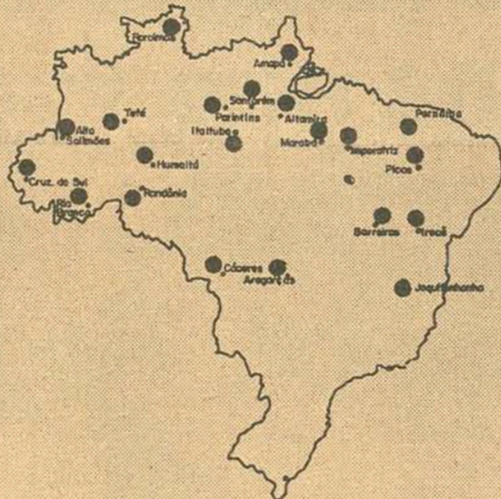 Roraima
Amapá
Santarém
Parintins
Altamira
Itaituba
Marabá
Imperatriz
Parnaíba
Picos
Tefé
Alto
Solimões
Humaitá
Cruz. do Sul
Rio
Branco
Rondônia
Barreiras
Irecê
Cáceres
Aragarças
Jequitinhonha